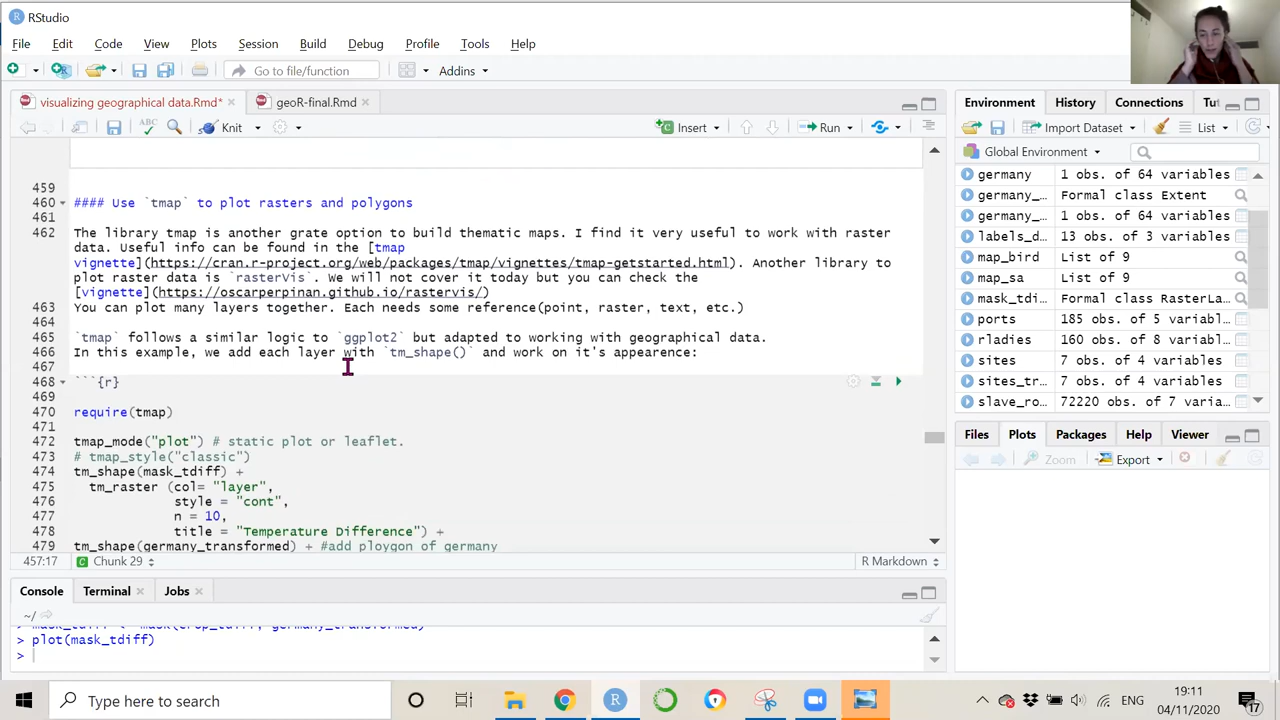 RStudio
File Edit Code View Plots Session Build Debug Profile Tools Help
Go to file/function Addins
visualizing geographical data.Rmd* geoR-final.Rmd
ABC Knit Insert Run
459
460 #### Use `tmap` to plot rasters and polygons
461
462 The library tmap is another grate option to build thematic maps. I find it very useful to work with raster
data. Useful info can be found in the [tmap
vignette](https://cran.r-project.org/web/packages/tmap/vignettes/tmap-getstarted.html). Another library to
plot raster data is `rasterVis`. We will not cover it today but you can check the
[vignette](https://oscarperpinan.github.io/rastervis/)
463 You can plot many layers together. Each needs some reference(point, raster, text, etc.)
464
465 `tmap` follows a similar logic to `ggplot2` but adapted to working with geographical data.
466 In this example, we add each layer with `tm_shape()` and work on it's appearence:
467
468 ```{r}
469
470 require(tmap)
471
472 tmap_mode("plot") # static plot or leaflet.
473 # tmap_style("classic")
474 tm_shape(mask_tdiff) +
475 tm_raster (col= "layer",
476 style = "cont",
477 n = 10,
478 title = "Temperature Difference") +
479 tm_shape(germany_transformed) + #add ploygon of germany
457:17 Chunk 29 R Markdown
Console Terminal Jobs
~/
mask_tdiff <- mask(crop_tdiff, germany_transformed)
> plot(mask_tdiff)
>
Environment History Connections Tut
Import Dataset List
Global Environment
germany 1 obs. of 64 variables
germany_... Formal class Extent
germany_... 1 obs. of 64 variables
labels_d... 13 obs. of 3 variables
map_bird List of 9
map_sa List of 9
mask_tdi... Formal class RasterLa...
ports 185 obs. of 5 variabl...
rladies 160 obs. of 8 variabl...
sites 7 obs. of 4 variables
sites_tr... 7 obs. of 4 variables
slave_ro... 72220 obs. of 7 varia...
Files Plots Packages Help Viewer
Zoom Export
Type here to search
ENG
19:11
04/11/2020
17